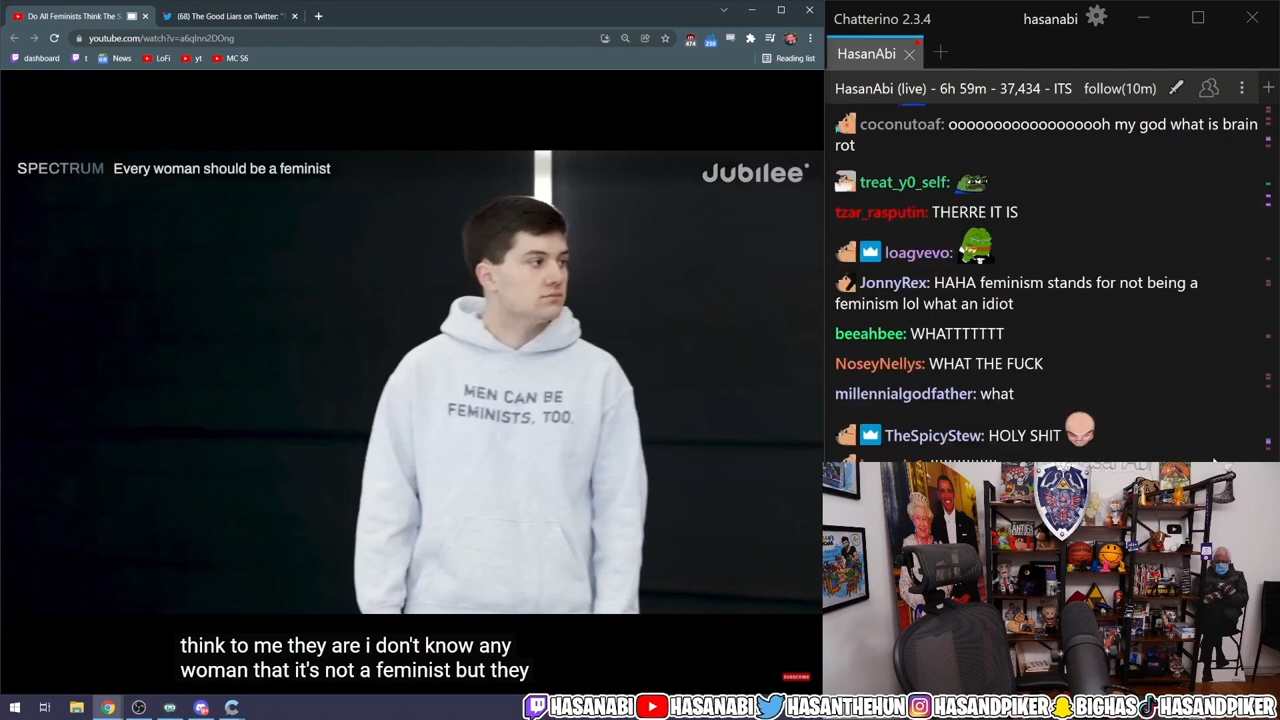 Do All Feminists Think The S
(68) The Good Liars on Twitter: "
youtube.com/watch?v=a6qlnn2DOng
474
230
dashboard
t
News
LoFi
yt
MC S6
Reading list
SPECTRUM Every woman should be a feminist
Jubilee
MEN CAN BE
FEMINISTS, TOO.
think to me they are i don't know any
woman that it's not a feminist but they
SUBSCRIBE
Chatterino 2.3.4
hasanabi
HasanAbi
HasanAbi (live) - 6h 59m - 37,434 - ITS
follow(10m)
coconutoaf: ooooooooooooooooooh my god what is brain
rot
treat_y0_self:
tzar_rasputin: THERRE IT IS
loagvevo:
JonnyRex: HAHA feminism stands for not being a
feminism lol what an idiot
beeahbee: WHATTTTTTT
NoseyNellys: WHAT THE FUCK
millennialgodfather: what
TheSpicyStew: HOLY SHIT
HASANABI HASANABI HASANTHEHUN HASANDPIKER BIGHAS HASANDPIKER